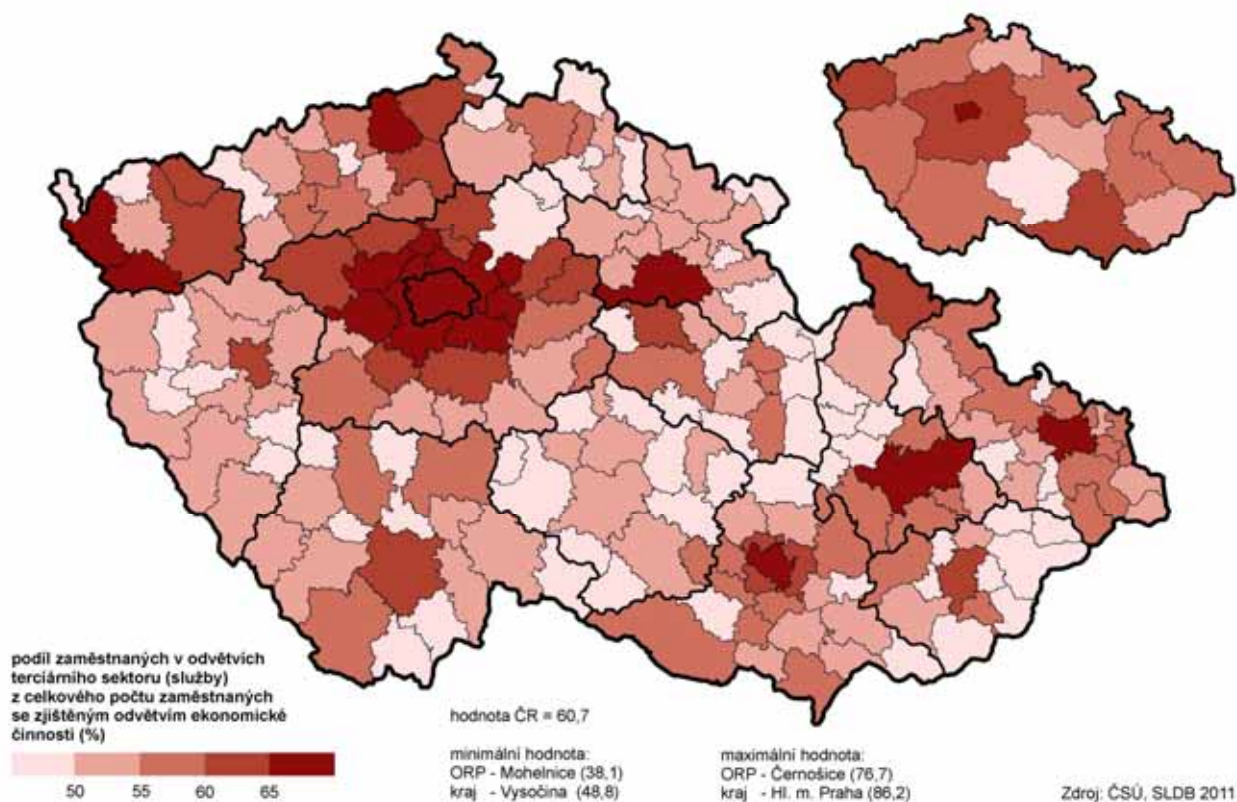 podíl zaměstnaných v odvětvích
terciárního sektoru (služby)
z celkového počtu zaměstnaných
se zjištěným odvětvím ekonomické
činnosti (%)
50 55 60 65
hodnota ČR = 60,7
minimální hodnota:
ORP - Mohelnice (38,1)
kraj - Vysočina (48,8)
maximální hodnota:
ORP - Černošice (76,7)
kraj - Hl. m. Praha (86,2)
Zdroj: ČSÚ, SLDB 2011